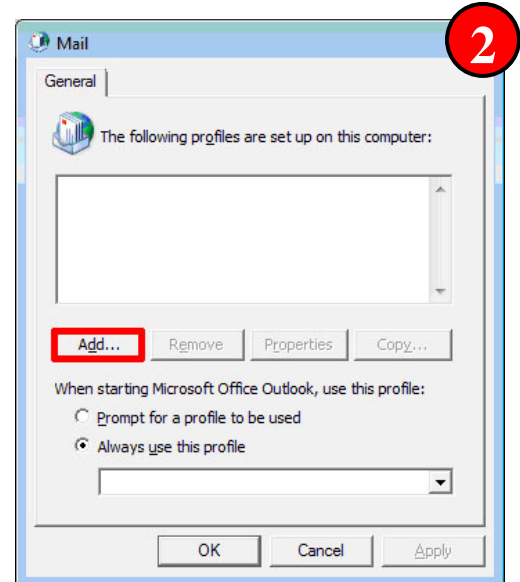 Mail
2
General
The following profiles are set up on this computer:
Add...
Remove
Properties
Copy...
When starting Microsoft Office Outlook, use this profile:
Prompt for a profile to be used
Always use this profile
OK
Cancel
Apply